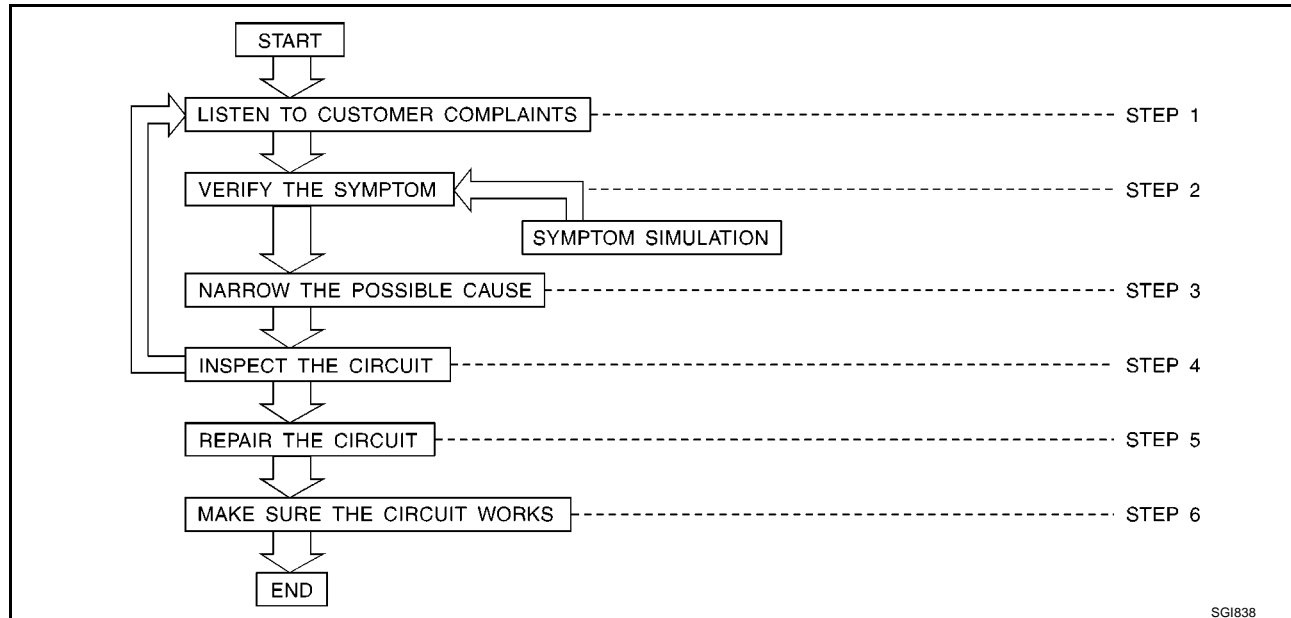 START
LISTEN TO CUSTOMER COMPLAINTS STEP 1
VERIFY THE SYMPTOM STEP 2
SYMPTOM SIMULATION
NARROW THE POSSIBLE CAUSE STEP 3
INSPECT THE CIRCUIT STEP 4
REPAIR THE CIRCUIT STEP 5
MAKE SURE THE CIRCUIT WORKS STEP 6
END
SGI838